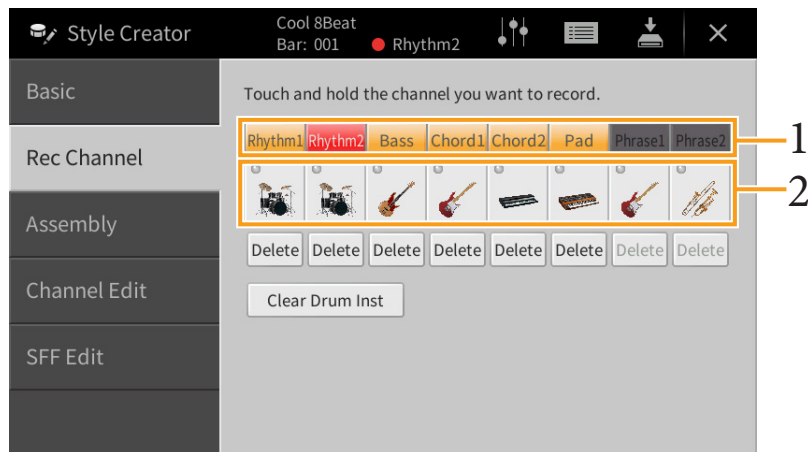 Style Creator
Cool 8Beat
Bar: 001 Rhythm2
Basic
Rec Channel
Assembly
Channel Edit
SFF Edit
Touch and hold the channel you want to record.
Rhythm1 Rhythm2 Bass Chord1 Chord2 Pad Phrase1 Phrase2
1
2
Delete Delete Delete Delete Delete Delete Delete Delete
Clear Drum Inst